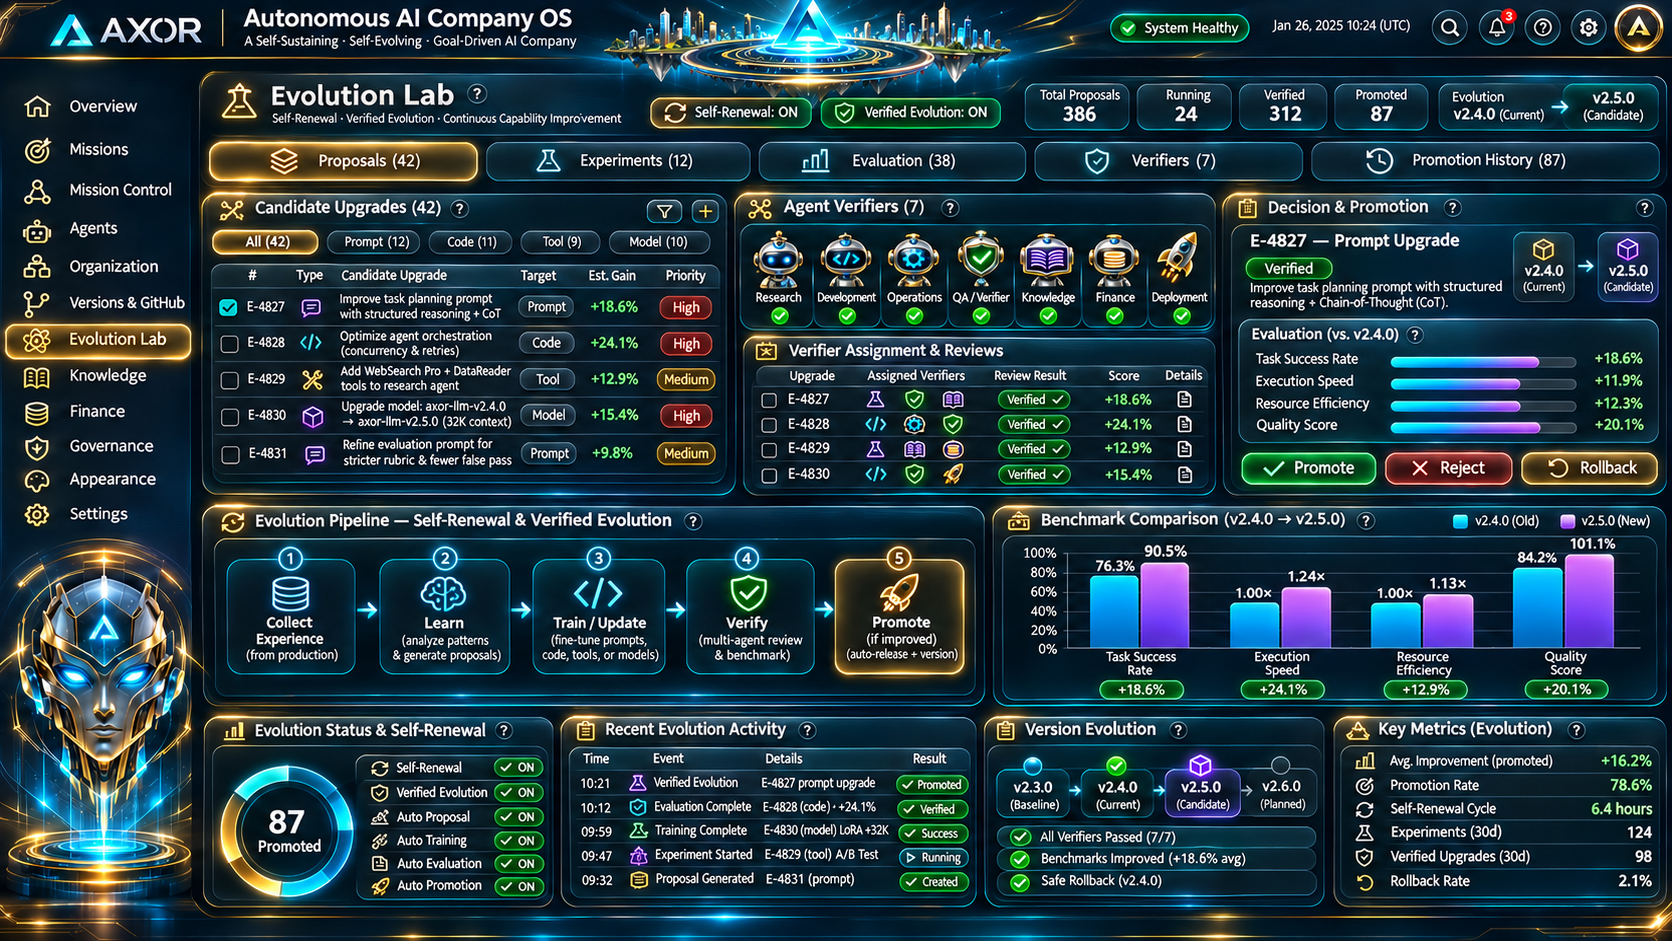 AXOR
Autonomous AI Company OS
A Self-Sustaining · Self-Evolving · Goal-Driven AI Company
System Healthy
Jan 26, 2025 10:24 (UTC)
3
Overview
Missions
Mission Control
Agents
Organization
Versions & GitHub
Evolution Lab
Knowledge
Finance
Governance
Appearance
Settings
Evolution Lab ?
Self-Renewal · Verified Evolution · Continuous Capability Improvement
Self-Renewal: ON
Verified Evolution: ON
Total Proposals
386
Running
24
Verified
312
Promoted
87
Evolution
v2.4.0 (Current)
v2.5.0
(Candidate)
Proposals (42)
Experiments (12)
Evaluation (38)
Verifiers (7)
Promotion History (87)
Candidate Upgrades (42) ?
All (42)
Prompt (12)
Code (11)
Tool (9)
Model (10)
# Type Candidate Upgrade Target Est. Gain Priority
E-4827 Improve task planning prompt with structured reasoning + CoT Prompt +18.6% High
E-4828 Optimize agent orchestration (concurrency & retries) Code +24.1% High
E-4829 Add WebSearch Pro + DataReader tools to research agent Tool +12.9% Medium
E-4830 Upgrade model: axor-llm-v2.4.0 → axor-llm-v2.5.0 (32K context) Model +15.4% High
E-4831 Refine evaluation prompt for stricter rubric & fewer false pass Prompt +9.8% Medium
Agent Verifiers (7) ?
Research
Development
Operations
QA / Verifier
Knowledge
Finance
Deployment
Verifier Assignment & Reviews
Upgrade Assigned Verifiers Review Result Score Details
E-4827 Verified ✓ +18.6%
E-4828 Verified ✓ +24.1%
E-4829 Verified ✓ +12.9%
E-4830 Verified ✓ +15.4%
Decision & Promotion ? ?
E-4827 — Prompt Upgrade
Verified
Improve task planning prompt with structured
reasoning + Chain-of-Thought (CoT).
v2.4.0
(Current)
v2.5.0
(Candidate)
Evaluation (vs. v2.4.0) ?
Task Success Rate +18.6%
Execution Speed +11.9%
Resource Efficiency +12.3%
Quality Score +20.1%
Promote
Reject
Rollback
Evolution Pipeline — Self-Renewal & Verified Evolution ?
1
Collect
Experience
(from production)
2
Learn
(analyze patterns
& generate proposals)
3
Train / Update
(fine-tune prompts,
code, tools, or models)
4
Verify
(multi-agent review
& benchmark)
5
Promote
(if improved)
(auto-release + version)
Benchmark Comparison (v2.4.0 → v2.5.0) ?
v2.4.0 (Old)
v2.5.0 (New)
100%
80%
60%
40%
20%
0%
76.3%
90.5%
1.00×
1.24×
1.00×
1.13×
84.2%
101.1%
Task Success
Rate
+18.6%
Execution
Speed
+24.1%
Resource
Efficiency
+12.9%
Quality
Score
+20.1%
Evolution Status & Self-Renewal ?
87
Promoted
Self-Renewal ✓ ON
Verified Evolution ✓ ON
Auto Proposal ✓ ON
Auto Training ✓ ON
Auto Evaluation ✓ ON
Auto Promotion ✓ ON
Recent Evolution Activity ?
Time Event Details Result
10:21 Verified Evolution E-4827 prompt upgrade ✓ Promoted
10:12 Evaluation Complete E-4828 (code) · +24.1% ✓ Verified
09:59 Training Complete E-4830 (model) LoRA +32K ✓ Success
09:47 Experiment Started E-4829 (tool) A/B Test Running
09:32 Proposal Generated E-4831 (prompt) ✓ Created
Version Evolution ?
v2.3.0
(Baseline)
v2.4.0
(Current)
v2.5.0
(Candidate)
v2.6.0
(Planned)
All Verifiers Passed (7/7)
Benchmarks Improved (+18.6% avg)
Safe Rollback (v2.4.0)
Key Metrics (Evolution) ?
Avg. Improvement (promoted) +16.2%
Promotion Rate 78.6%
Self-Renewal Cycle 6.4 hours
Experiments (30d) 124
Verified Upgrades (30d) 98
Rollback Rate 2.1%